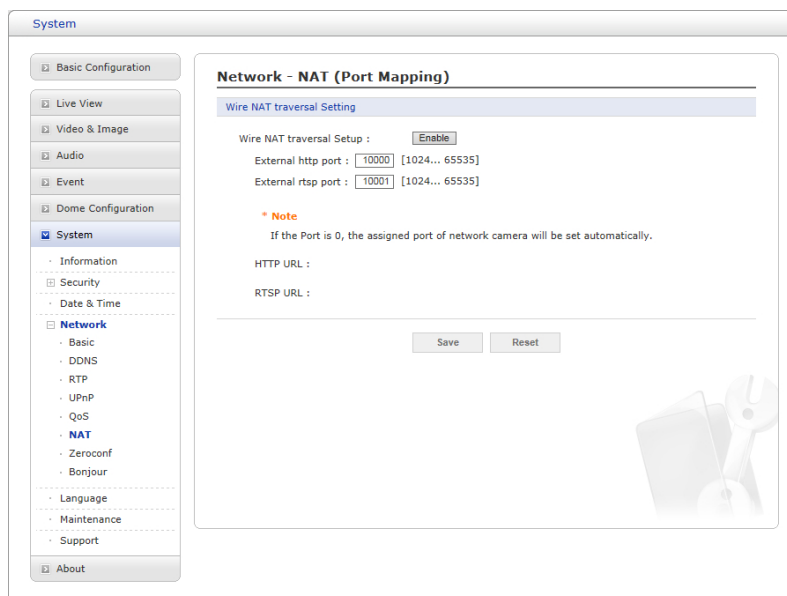 System
Basic Configuration
Live View
Video & Image
Audio
Event
Dome Configuration
System
Information
Security
Date & Time
Network
Basic
DDNS
RTP
UPnP
QoS
NAT
Zeroconf
Bonjour
Language
Maintenance
Support
About
Network - NAT (Port Mapping)
Wire NAT traversal Setting
Wire NAT traversal Setup : Enable
External http port : 10000 [1024... 65535]
External rtsp port : 10001 [1024... 65535]
* Note
If the Port is 0, the assigned port of network camera will be set automatically.
HTTP URL :
RTSP URL :
Save Reset